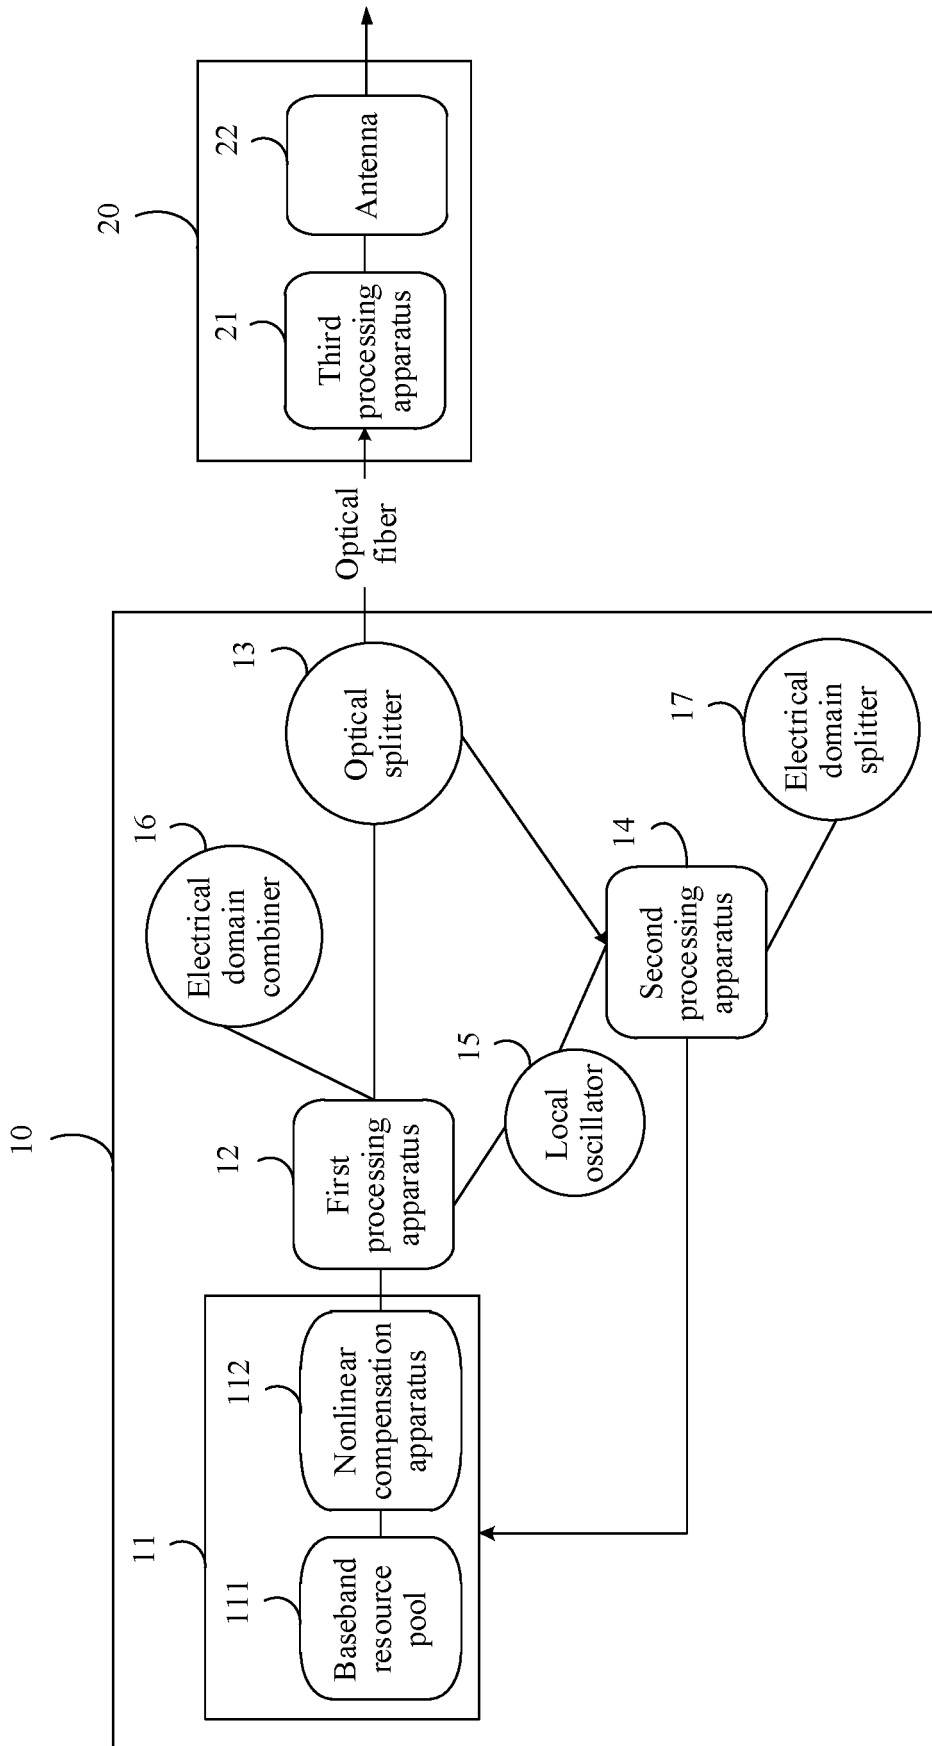 10
11
111
Baseband
resource
pool
112
Nonlinear
compensation
apparatus
12
First
processing
apparatus
16
Electrical
domain
combiner
15
Local
oscillator
13
Optical
splitter
14
Second
processing
apparatus
17
Electrical
domain
splitter
Optical
fiber
20
21
Third
processing
apparatus
22
Antenna